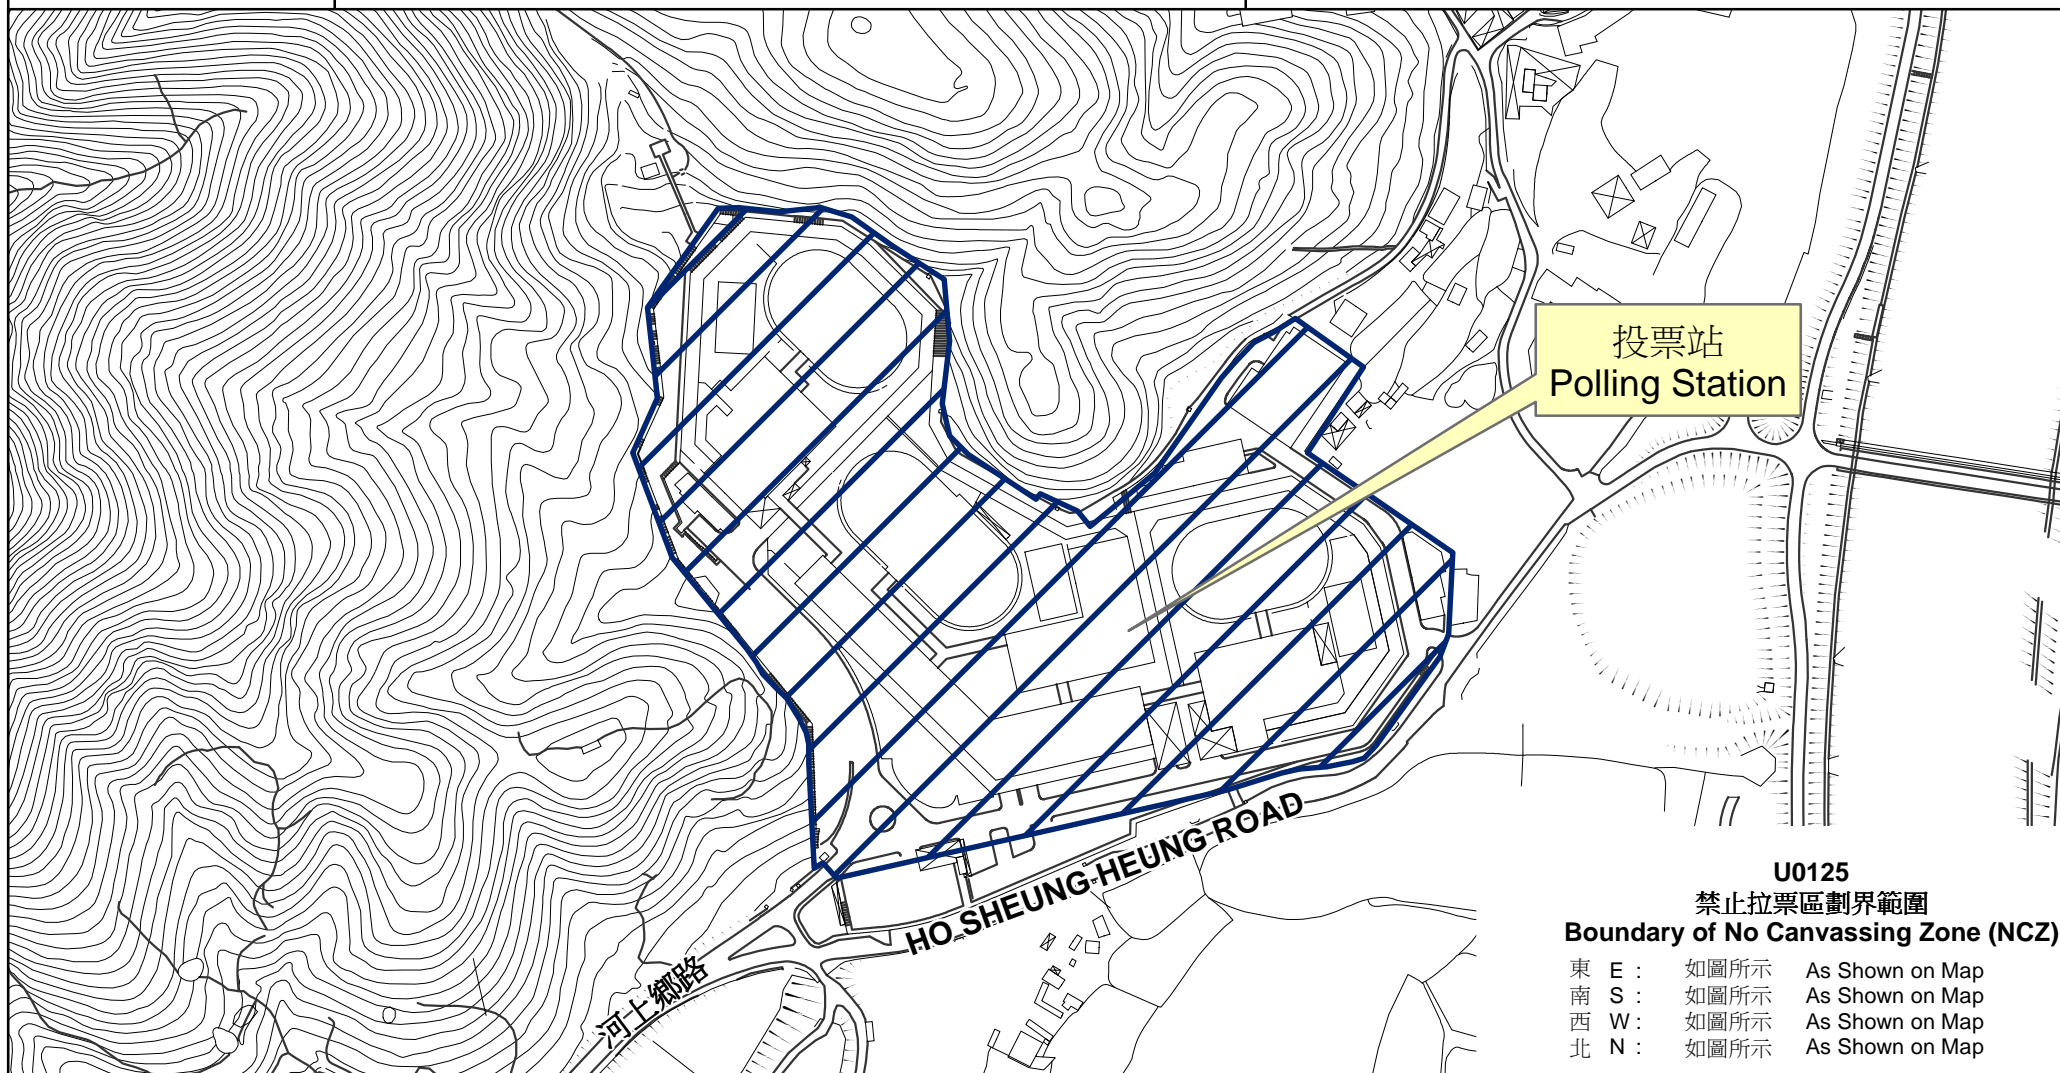 投票站
Polling Station
HO SHEUNG HEUNG ROAD
河上鄉路
U0125
禁止拉票區劃界範圍
Boundary of No Canvassing Zone (NCZ)
東 E : 如圖所示 As Shown on Map
南 S : 如圖所示 As Shown on Map
西 W : 如圖所示 As Shown on Map
北 N : 如圖所示 As Shown on Map